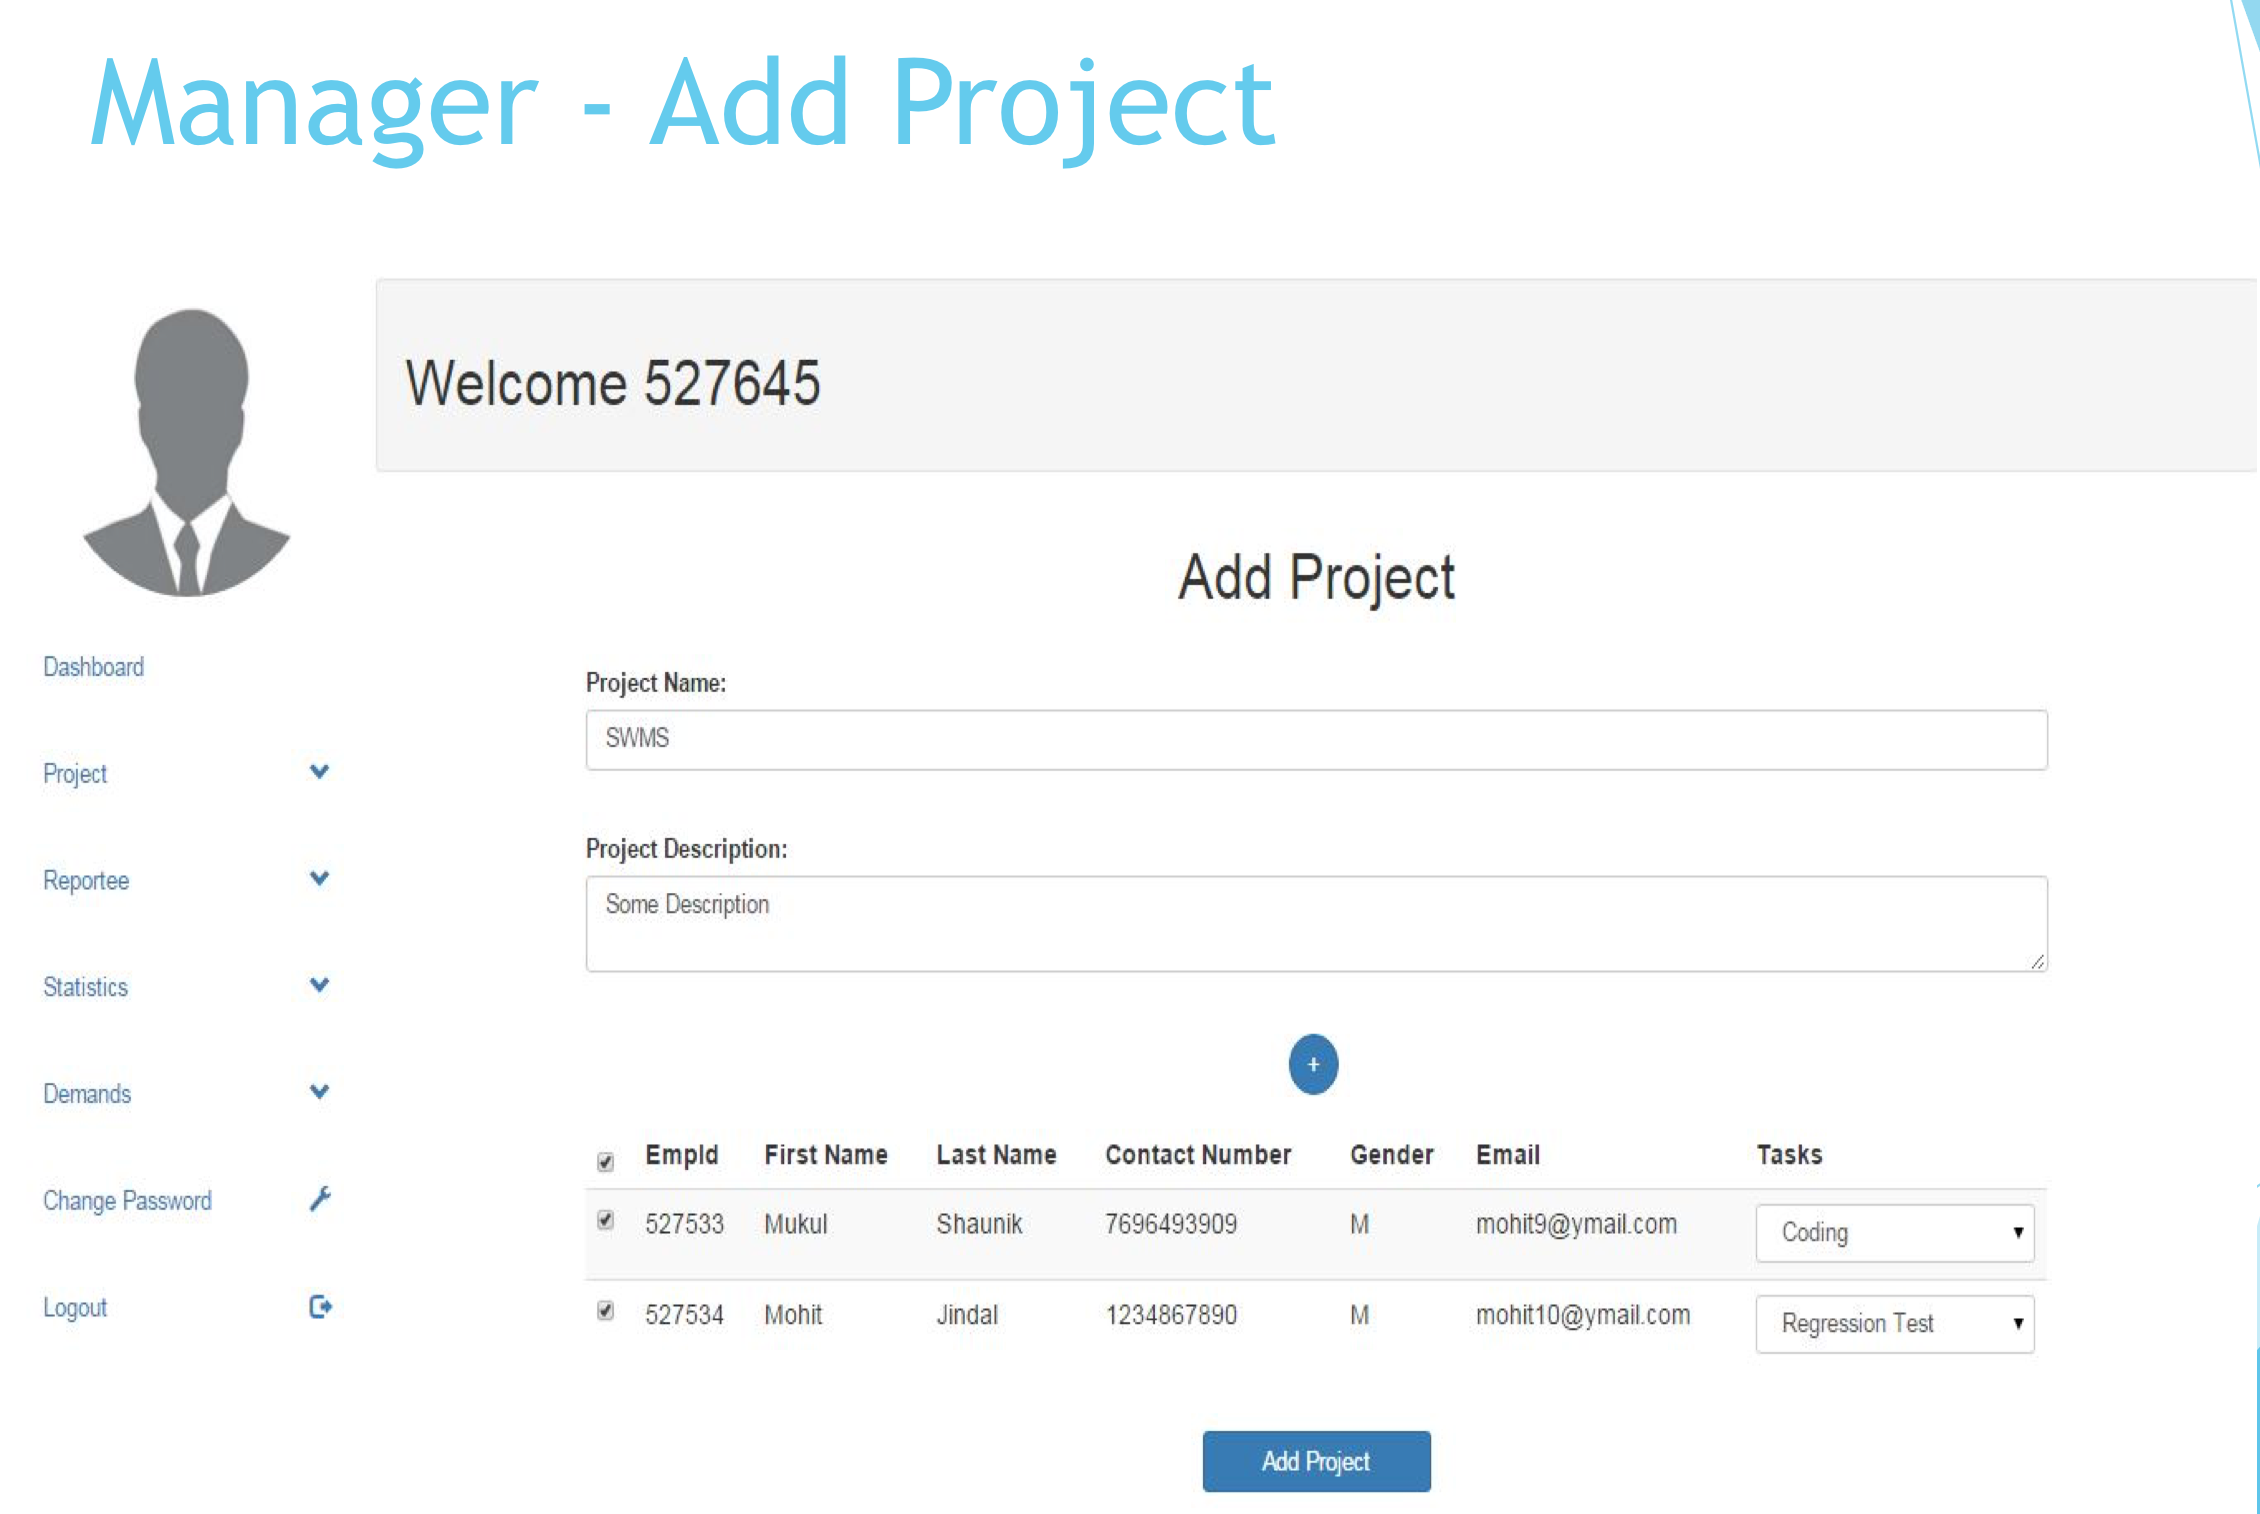 Manager - Add Project
Welcome 527645
Dashboard
Project
Reportee
Statistics
Demands
Change Password
Logout
Add Project
Project Name:
SWMS
Project Description:
Some Description
+
EmpId First Name Last Name Contact Number Gender Email Tasks
527533 Mukul Shaunik 7696493909 M mohit9@ymail.com Coding
527534 Mohit Jindal 1234867890 M mohit10@ymail.com Regression Test
Add Project